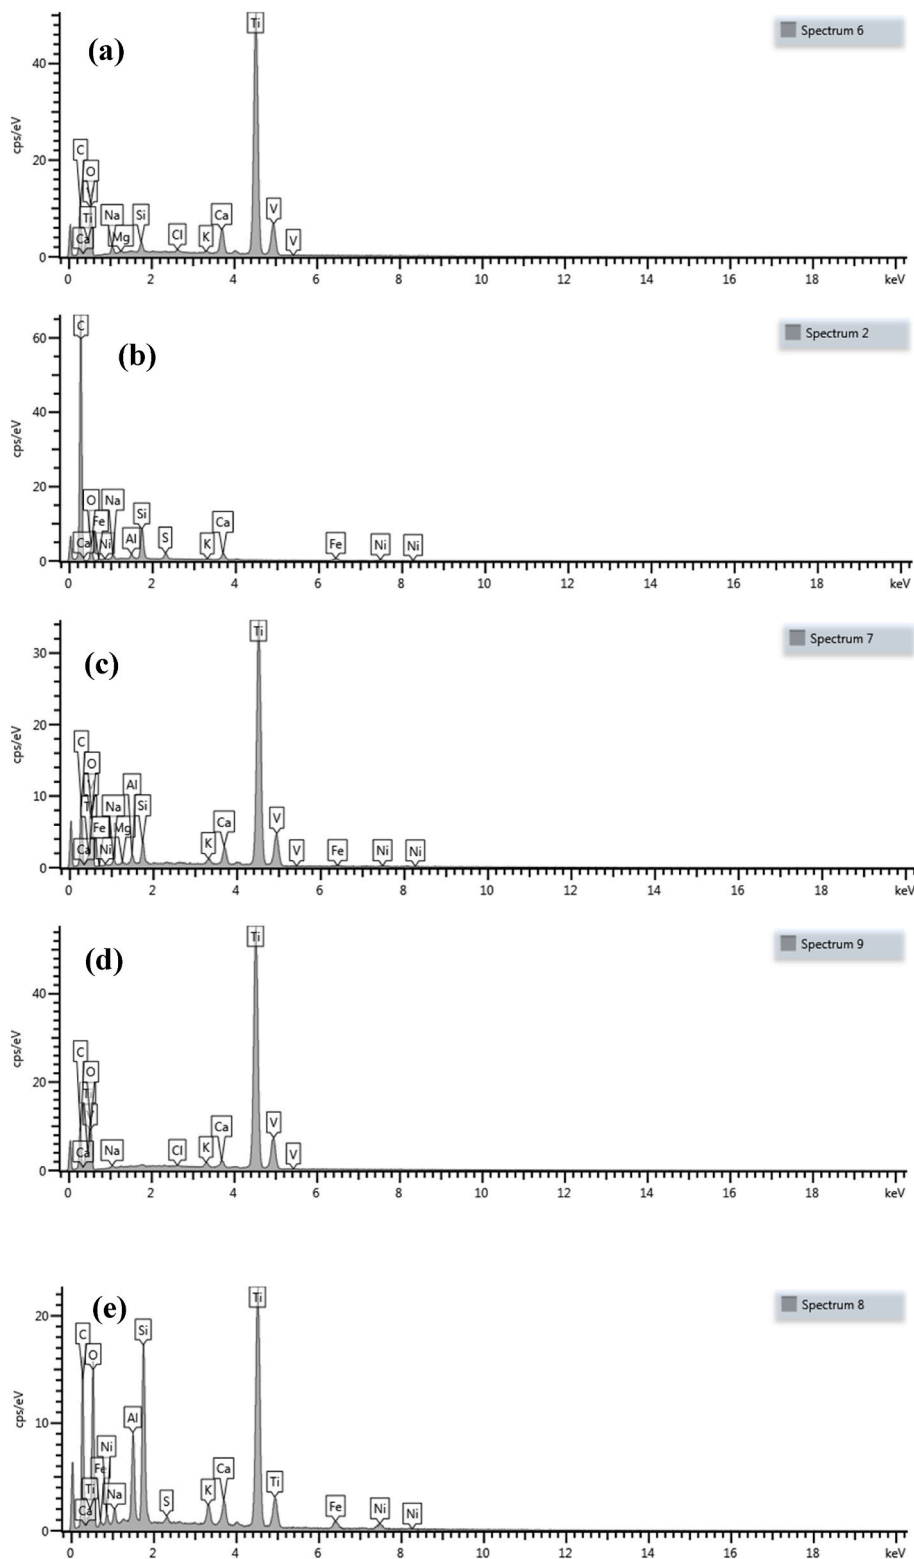 Ti
Spectrum 6
(a)
40
cps/eV
C
20
O
Ti Na Si Cl K Ca V V
Ca Mg
0
0 2 4 6 8 10 12 14 16 18 keV
C
Spectrum 2
(b)
60
cps/eV
40
20
O Na
Fe Si Ca
Ca Ni Al S K Fe Ni Ni
0
0 2 4 6 8 10 12 14 16 18 keV
Ti
Spectrum 7
(c)
30
cps/eV
20
C
O
10
Al
T Na Si
Fe Mg Ca V
Ca Ni K V Fe Ni Ni
0
0 2 4 6 8 10 12 14 16 18 keV
Ti
Spectrum 9
(d)
40
cps/eV
C
20
O
T
Ca Na Cl K Ca V V
0
0 2 4 6 8 10 12 14 16 18 keV
Ti
Spectrum 8
(e)
20
C Si
O
cps/eV
10
Al
Ni
Fe Ca
Ti Na S K Ti Fe Ni Ni
Ca
0
0 2 4 6 8 10 12 14 16 18 keV